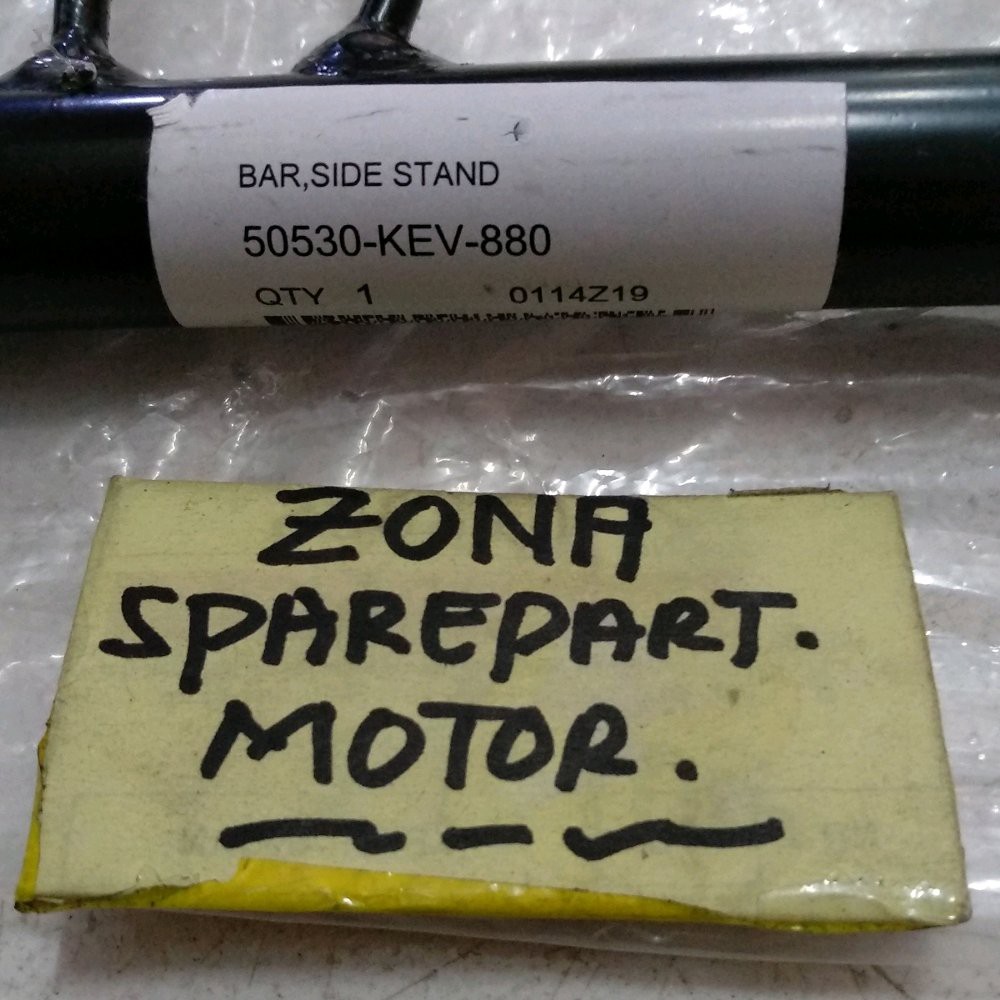 BAR,SIDE STAND
50530-KEV-880
QTY 1 0114Z19
ZONA
SPAREPART.
MOTOR.